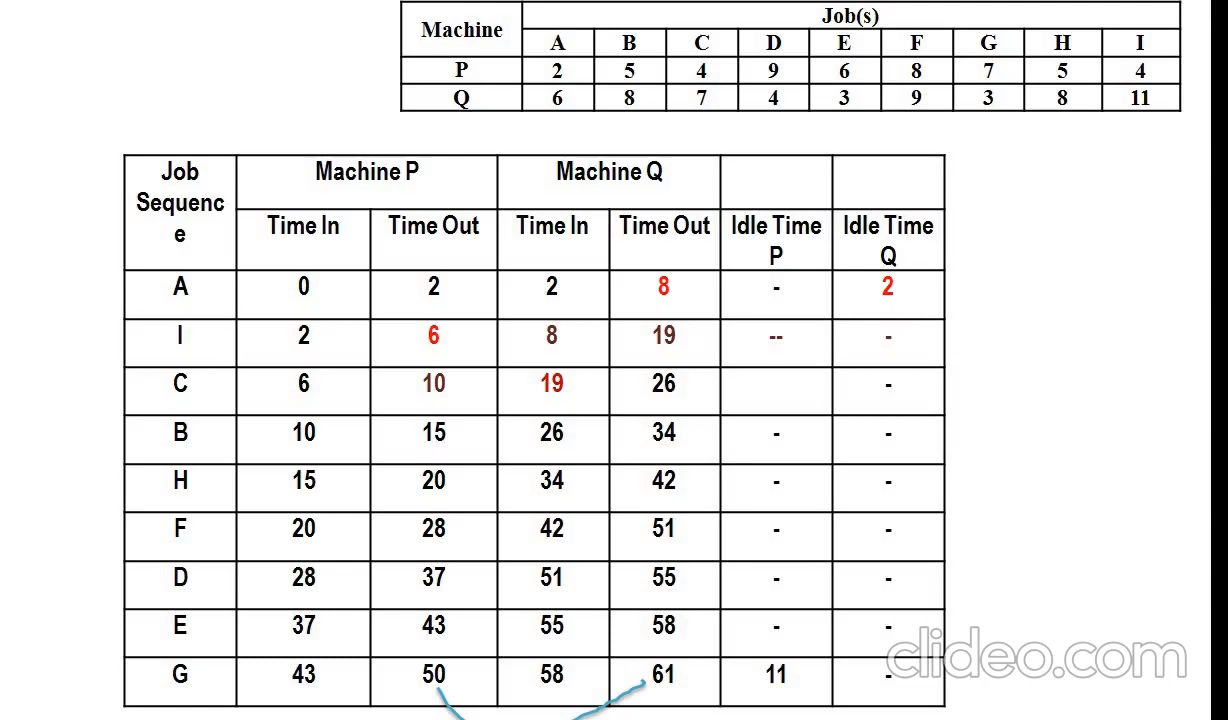 Machine Job(s)
A B C D E F G H I
P 2 5 4 9 6 8 7 5 4
Q 6 8 7 4 3 9 3 8 11
Job Sequenc e Machine P Machine Q
Time In Time Out Time In Time Out Idle Time P Idle Time Q
A 0 2 2 8 - 2
I 2 6 8 19 -- -
C 6 10 19 26 -
B 10 15 26 34 - -
H 15 20 34 42 - -
F 20 28 42 51 - -
D 28 37 51 55 - -
E 37 43 55 58 - -
G 43 50 58 61 11 -
clideo.com